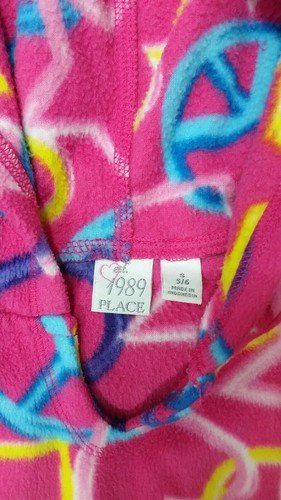 est.
1989
PLACE
S
5/6
MADE IN
INDONESIA